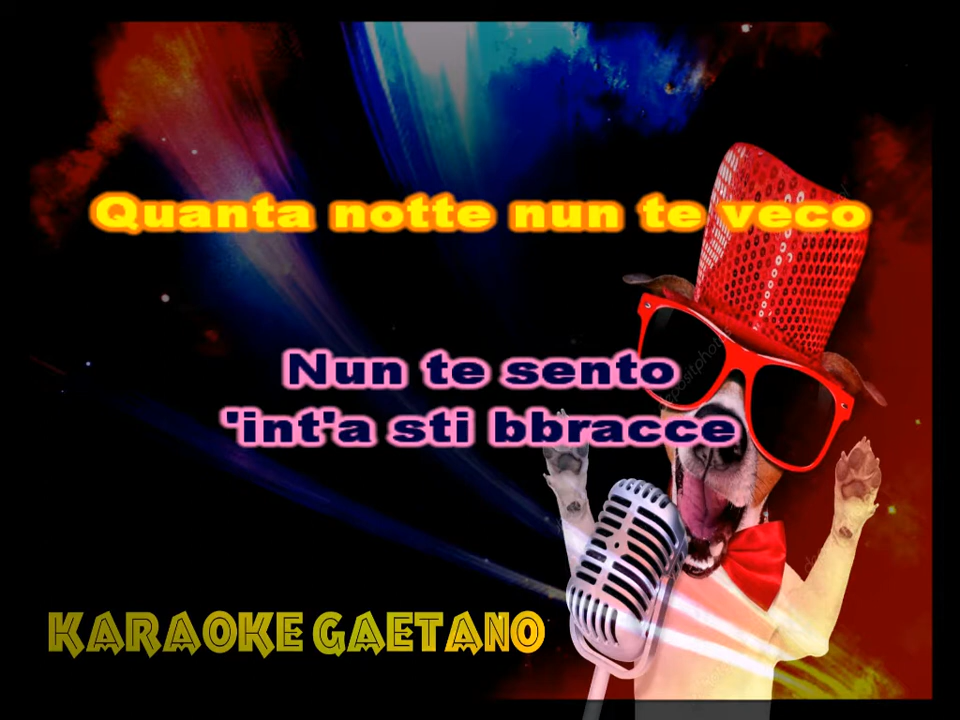 Quanta notte nun te veco
Nun te sento
'int'a sti bbracce
KARAOKE GAETANO